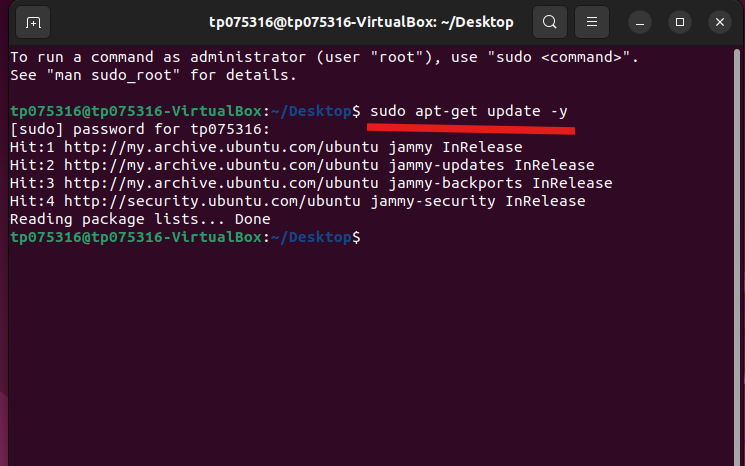 tp075316@tp075316-VirtualBox: ~/Desktop
To run a command as administrator (user "root"), use "sudo <command>".
See "man sudo_root" for details.
tp075316@tp075316-VirtualBox:~/Desktop$ sudo apt-get update -y
[sudo] password for tp075316:
Hit:1 http://my.archive.ubuntu.com/ubuntu jammy InRelease
Hit:2 http://my.archive.ubuntu.com/ubuntu jammy-updates InRelease
Hit:3 http://my.archive.ubuntu.com/ubuntu jammy-backports InRelease
Hit:4 http://security.ubuntu.com/ubuntu jammy-security InRelease
Reading package lists... Done
tp075316@tp075316-VirtualBox:~/Desktop$